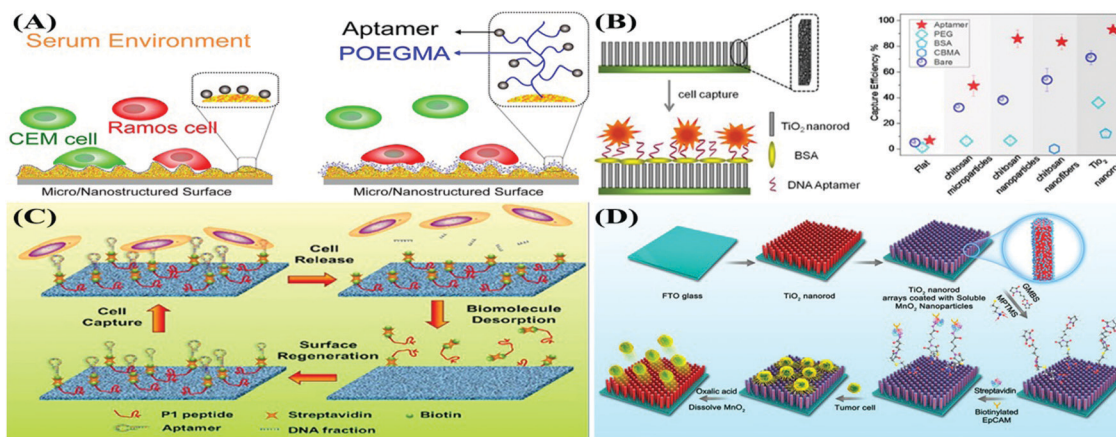 (A)
Serum Environment
CEM cell
Ramos cell
Micro/Nanostructured Surface
Aptamer
POEGMA
Micro/Nanostructured Surface
(B)
cell capture
TiO₂ nanorod
BSA
DNA Aptamer
Capture Efficiency %
100
80
60
40
20
0
Aptamer
PEG
BSA
CBMA
Bare
Flat
chitosan
microparticles
chitosan
nanoparticles
chitosan
nanofibers
TiO₂
nanoro
(C)
Cell
Release
Cell
Capture
Biomolecule
Desorption
Surface
Regeneration
P1 peptide
Streptavidin
Biotin
Aptamer
DNA fraction
(D)
FTO glass
TiO₂ nanorod
TiO₂ nanorod
arrays coated with Soluble
MnO₂ Nanoparticles
GMBS
MPTMS
Oxalic acid
Dissolve MnO₂
Tumor cell
Streptavidin
Biotinylated
EpCAM